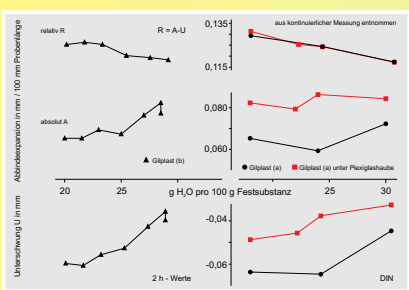 Abbindeexpansion in mm / 100 mm Probenlänge
relativ R
R = A-U
absolut A
Gilplast (b)
0,135
aus kontinuierlicher Messung entnommen
0,115
0,080
0,060
Gilplast (a)
Gilplast (a) unter Plexiglashaube
20
25
g H₂O pro 100 g Festsubstanz
25
30
Unterschwung U in mm
2 h - Werte
-0,04
-0,06
DIN